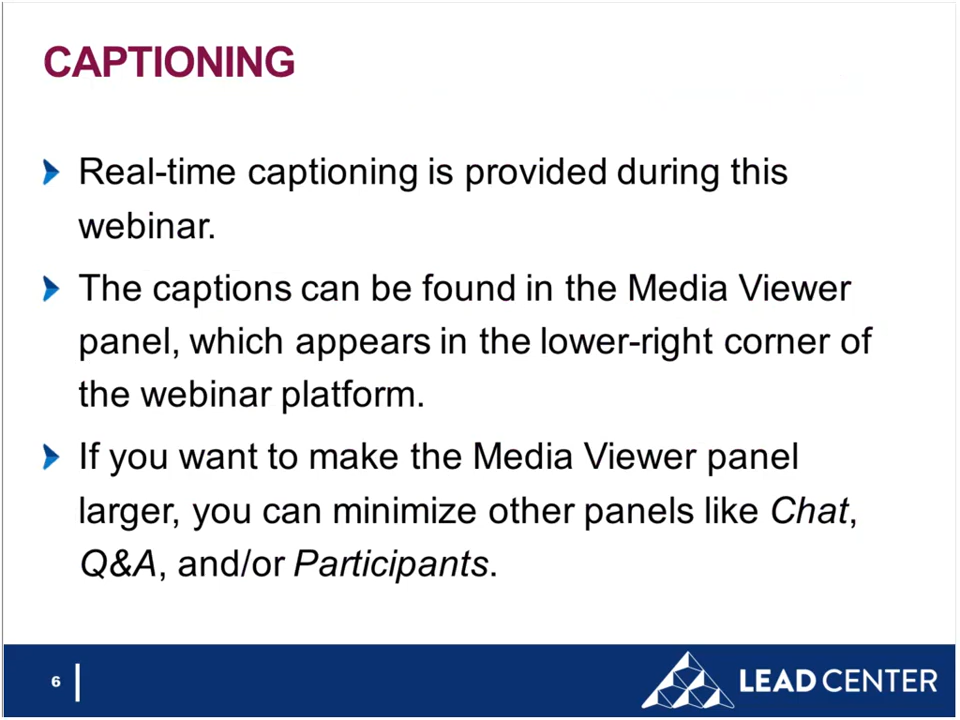 CAPTIONING
Real-time captioning is provided during this
webinar.
The captions can be found in the Media Viewer
panel, which appears in the lower-right corner of
the webinar platform.
If you want to make the Media Viewer panel
larger, you can minimize other panels like Chat,
Q&A, and/or Participants.
6
LEAD CENTER